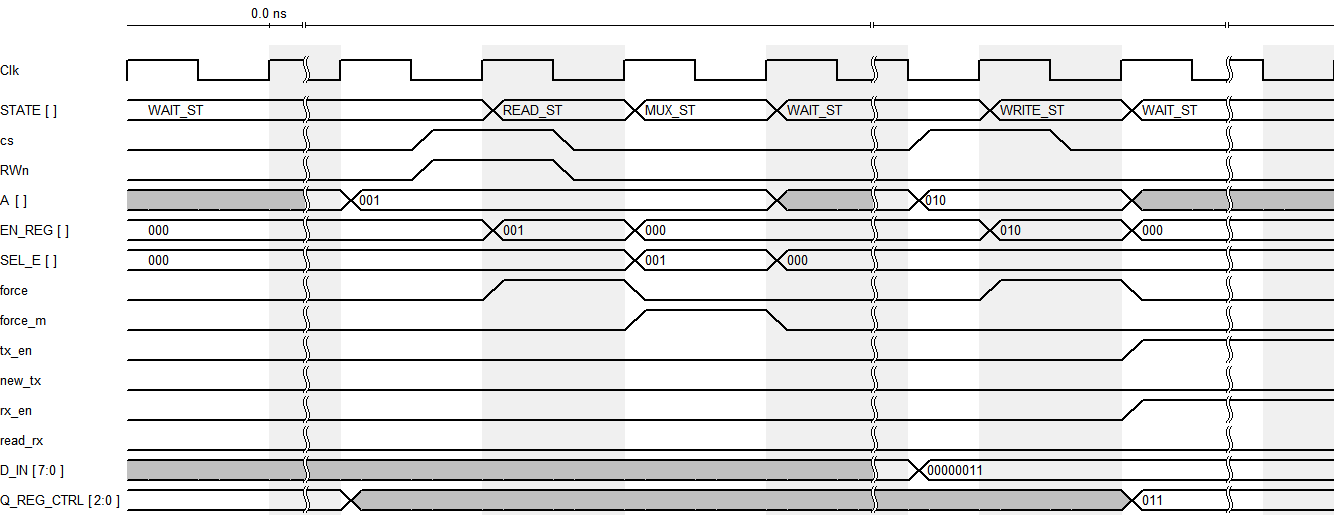 0.0 ns
Clk
STATE [ ] WAIT_ST READ_ST MUX_ST WAIT_ST WRITE_ST WAIT_ST
cs
RWn
A [ ] 001 010
EN_REG [ ] 000 001 000 010 000
SEL_E [ ] 000 001 000
force
force_m
tx_en
new_tx
rx_en
read_rx
D_IN [7:0 ] 00000011
Q_REG_CTRL [2:0 ] 011